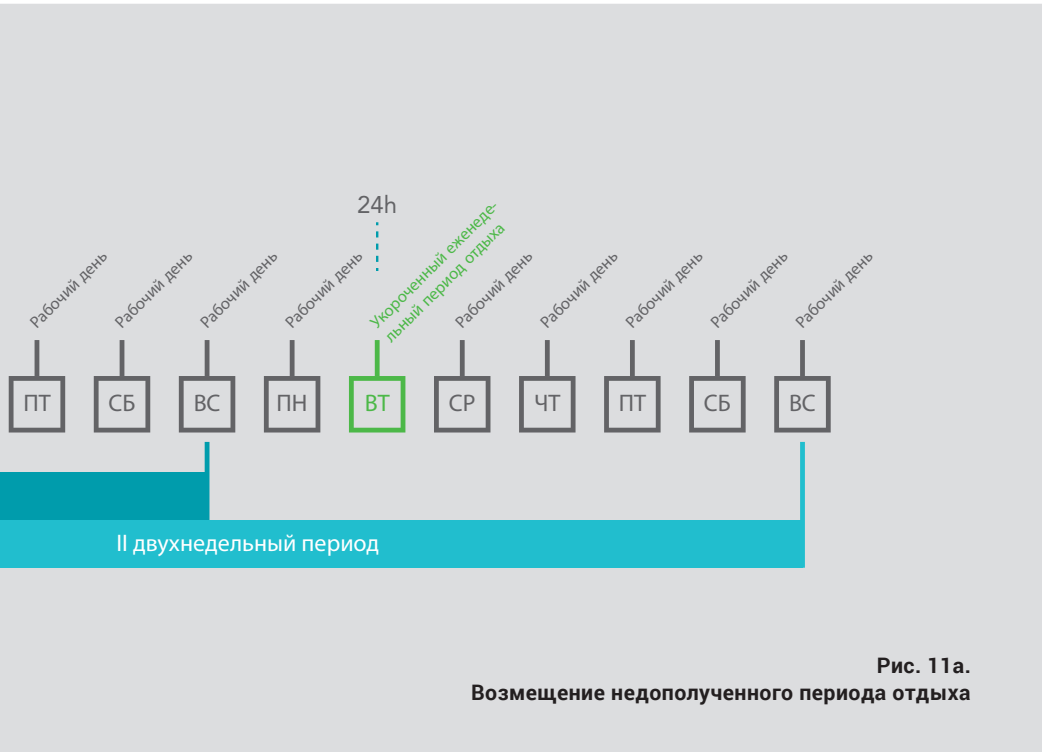 24h
Рабочий день
Рабочий день
Рабочий день
Рабочий день
Укороченный еженеде-
льный период отдыха
Рабочий день
Рабочий день
Рабочий день
Рабочий день
Рабочий день
ПТ
СБ
ВС
ПН
ВТ
СР
ЧТ
ПТ
СБ
ВС
II двухнедельный период
Рис. 11а.
Возмещение недополученного периода отдыха